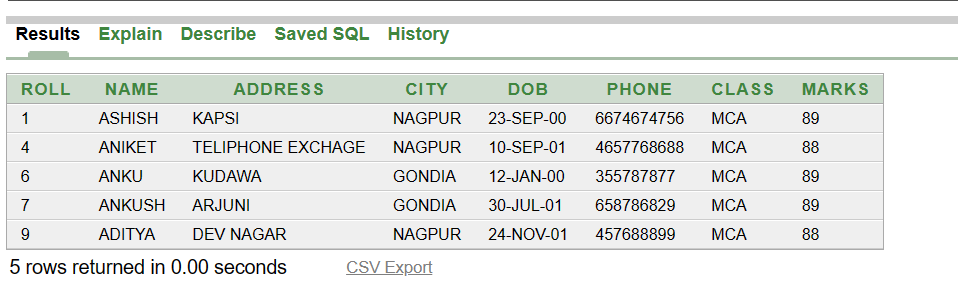 Results Explain Describe Saved SQL History
ROLL NAME ADDRESS CITY DOB PHONE CLASS MARKS
1 ASHISH KAPSI NAGPUR 23-SEP-00 6674674756 MCA 89
4 ANIKET TELIPHONE EXCHAGE NAGPUR 10-SEP-01 4657768688 MCA 88
6 ANKU KUDAWA GONDIA 12-JAN-00 355787877 MCA 89
7 ANKUSH ARJUNI GONDIA 30-JUL-01 658786829 MCA 89
9 ADITYA DEV NAGAR NAGPUR 24-NOV-01 457688899 MCA 88
5 rows returned in 0.00 seconds CSV Export